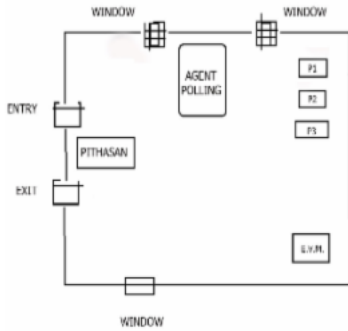 WINDOW
WINDOW
AGENT
POLLING
P1
P2
P3
ENTRY
PITHASAN
EXIT
E.V.M.
WINDOW